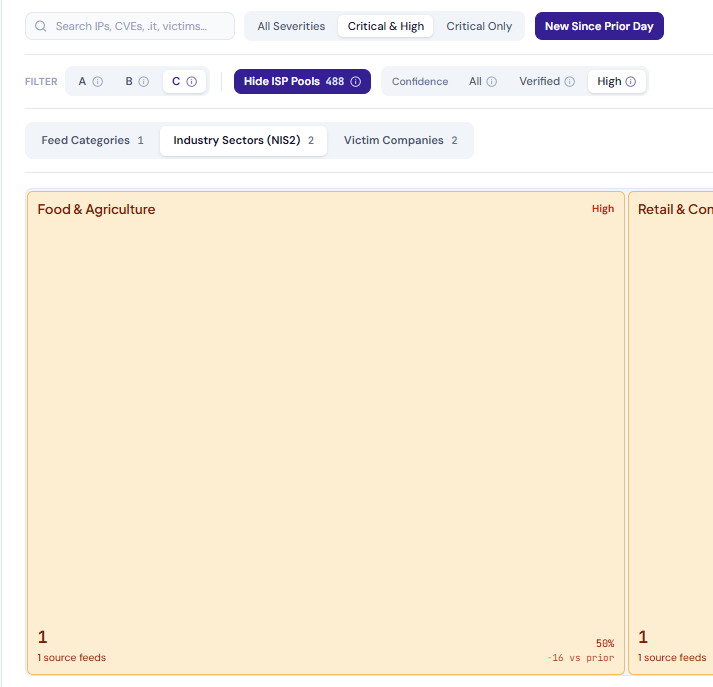 Search IPs, CVEs, .it, victims...
All Severities Critical & High Critical Only New Since Prior Day
FILTER A B C Hide ISP Pools 488 Confidence All Verified High
Feed Categories 1 Industry Sectors (NIS2) 2 Victim Companies 2
Food & Agriculture High Retail & Con
1 50% 1
1 source feeds -16 vs prior 1 source feeds